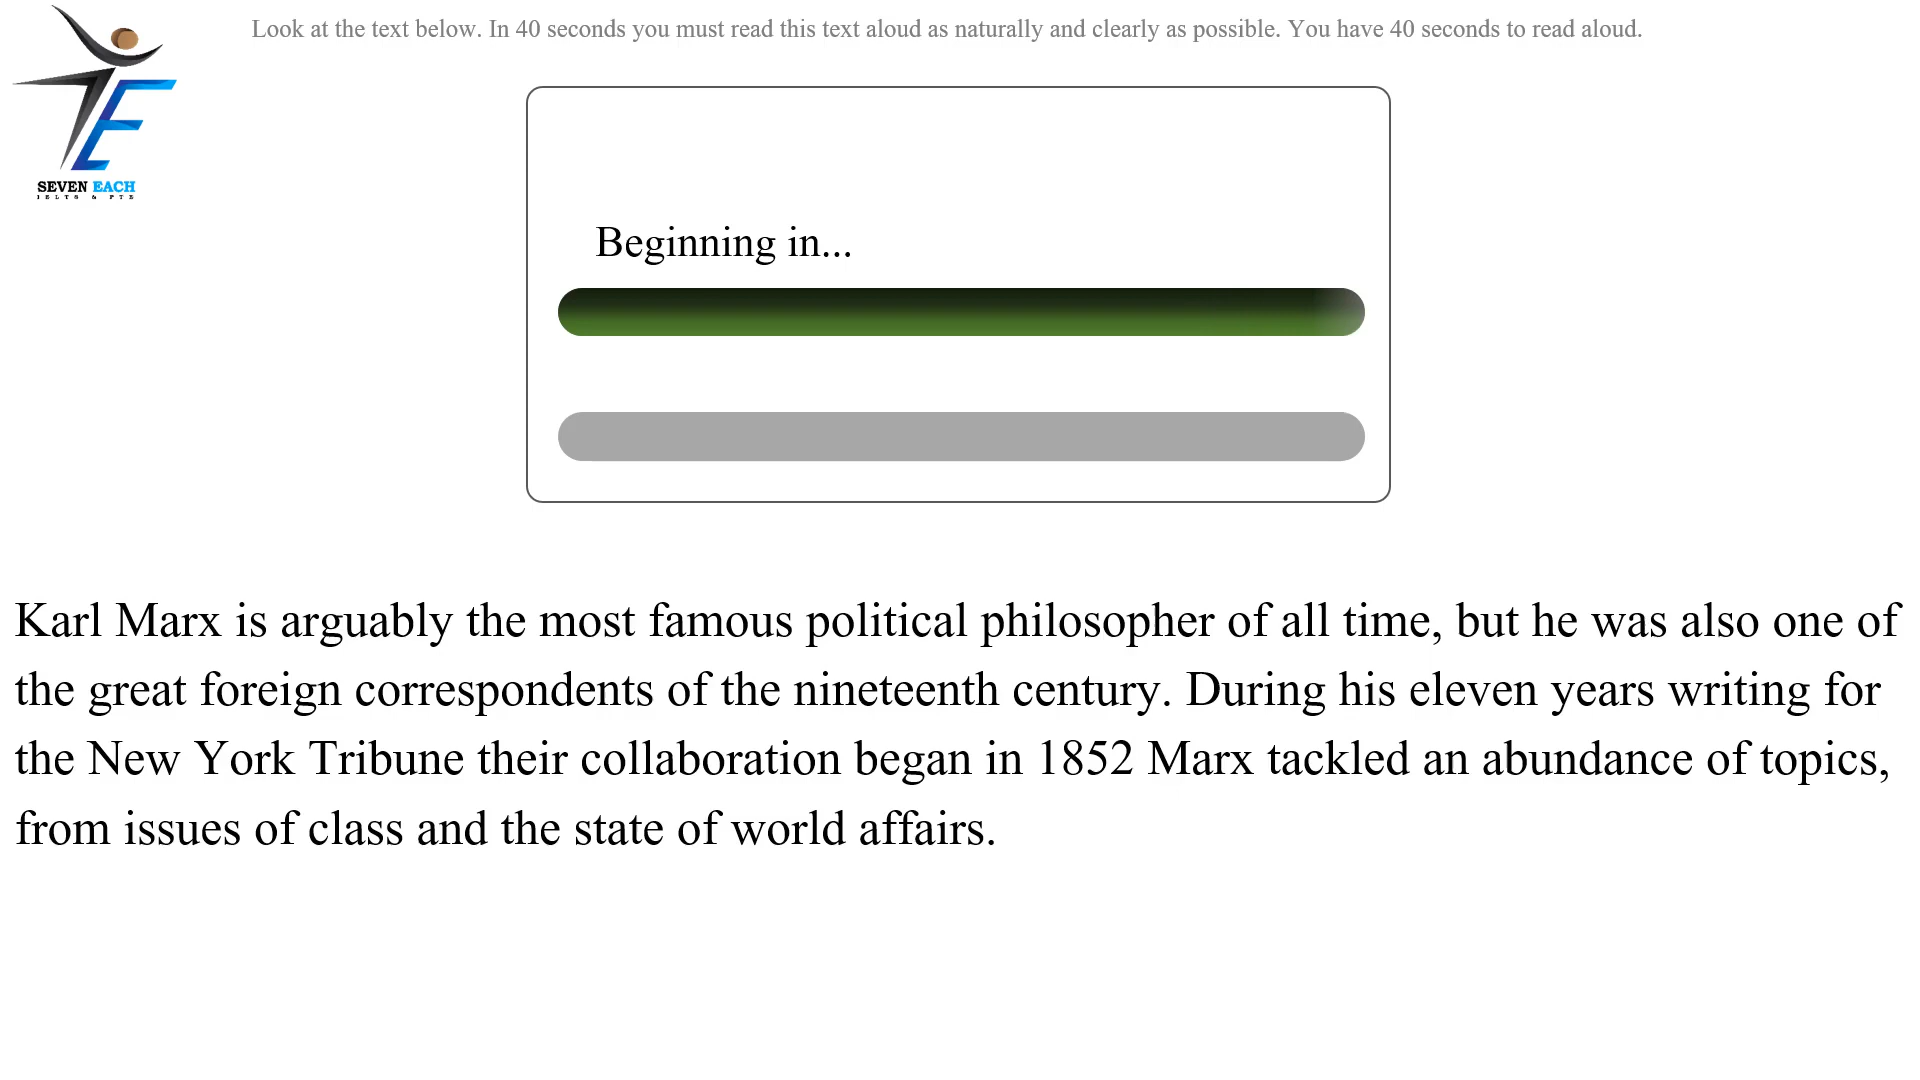 Look at the text below. In 40 seconds you must read this text aloud as naturally and clearly as possible. You have 40 seconds to read aloud.
SEVEN EACH
IELTS & PTE
Beginning in...
Karl Marx is arguably the most famous political philosopher of all time, but he was also one of
the great foreign correspondents of the nineteenth century. During his eleven years writing for
the New York Tribune their collaboration began in 1852 Marx tackled an abundance of topics,
from issues of class and the state of world affairs.